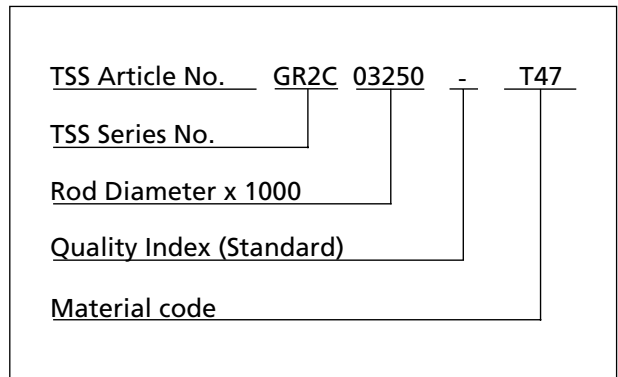 TSS Article No. GR2C 03250 - T47
TSS Series No.
Rod Diameter x 1000
Quality Index (Standard)
Material code